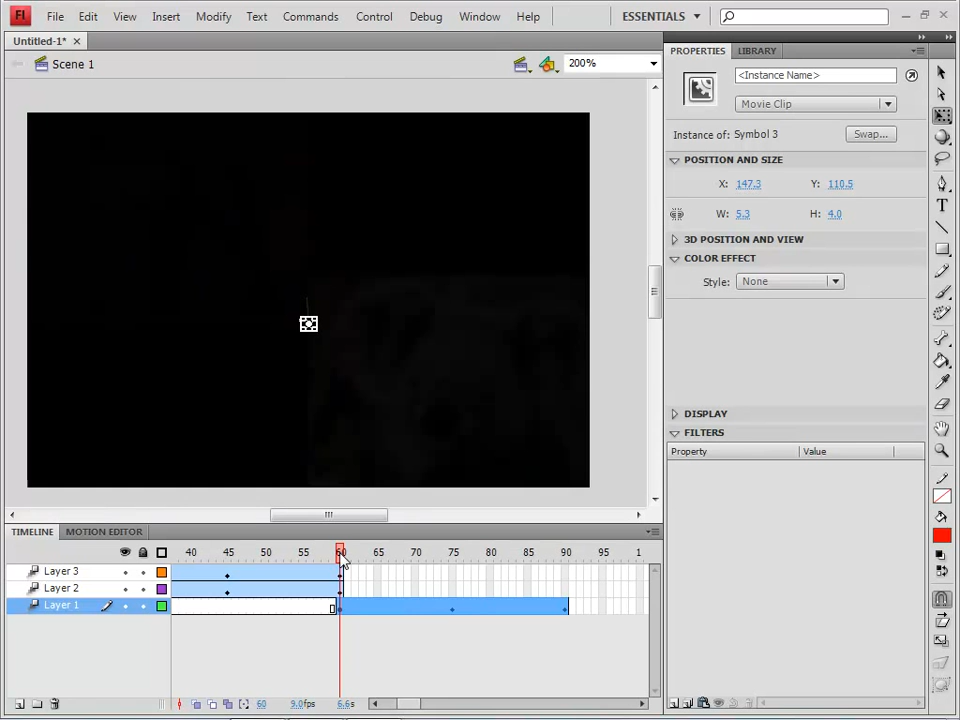 Fl File Edit View Insert Modify Text Commands Control Debug Window Help ESSENTIALS
Untitled-1*
Scene 1 200%
PROPERTIES LIBRARY
<Instance Name>
Movie Clip
Instance of: Symbol 3 Swap...
POSITION AND SIZE
X: 147.3 Y: 110.5
W: 5.3 H: 4.0
3D POSITION AND VIEW
COLOR EFFECT
Style: None
DISPLAY
FILTERS
Property Value
TIMELINE MOTION EDITOR
40 45 50 55 60 65 70 75 80 85 90 95 1
Layer 3
Layer 2
Layer 1
60 9.0fps 6.6s